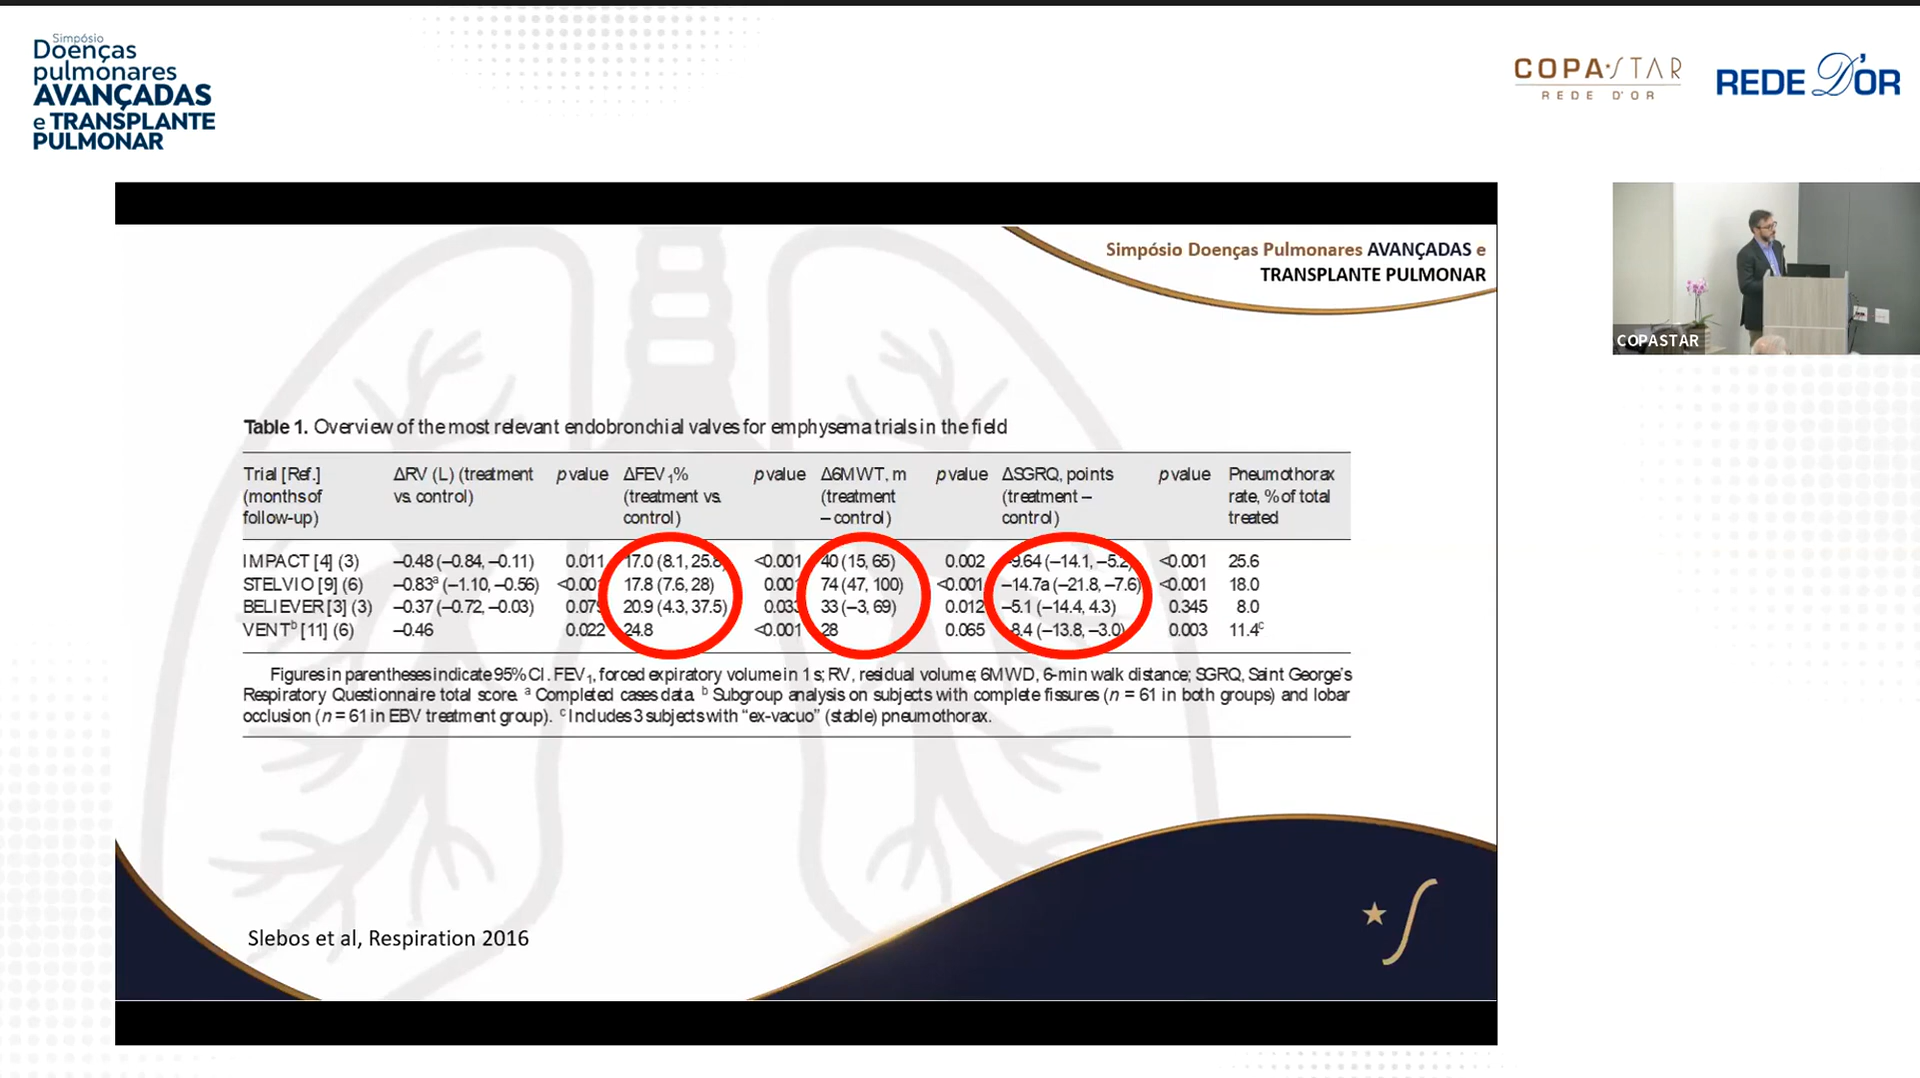 Simpósio
Doenças
pulmonares
AVANÇADAS
e TRANSPLANTE
PULMONAR
COPA STAR
REDE D'OR
REDE D'OR
Simpósio Doenças Pulmonares AVANÇADAS e
TRANSPLANTE PULMONAR
COPASTAR
Table 1. Overview of the most relevant endobronchial valves for emphysema trials in the field
Trial [Ref.] (months of follow-up) ΔRV (L) (treatment vs. control) p value ΔFEV₁% (treatment vs. control) p value Δ6MWT, m (treatment – control) p value ΔSGRQ, points (treatment – control) p value Pneumothorax rate, % of total treated
IMPACT [4] (3) –0.48 (–0.84, –0.11) 0.011 17.0 (8.1, 25.8 <0.001 40 (15, 65) 0.002 –9.64 (–14.1, –5.2) <0.001 25.6
STELVIO [9] (6) –0.83ᵃ (–1.10, –0.56) <0.001 17.8 (7.6, 28) 0.001 74 (47, 100) <0.001 –14.7a (–21.8, –7.6) <0.001 18.0
BELIEVER [3] (3) –0.37 (–0.72, –0.03) 0.079 20.9 (4.3, 37.5) 0.033 33 (–3, 69) 0.012 –5.1 (–14.4, 4.3) 0.345 8.0
VENTᵇ [11] (6) –0.46 0.022 24.8 <0.001 28 0.065 –8.4 (–13.8, –3.0) 0.003 11.4ᶜ
Figures in parentheses indicate 95% CI. FEV₁, forced expiratory volume in 1 s; RV, residual volume; 6MWD, 6-min walk distance; SGRQ, Saint George's
Respiratory Questionnaire total score. ᵃ Completed cases data. ᵇ Subgroup analysis on subjects with complete fissures (n = 61 in both groups) and lobar
occlusion (n = 61 in EBV treatment group). ᶜ Includes 3 subjects with "ex-vacuo" (stable) pneumothorax.
Slebos et al, Respiration 2016